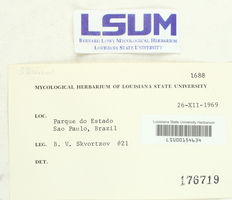 LSUM
BERNARD LOWY MYCOLOGICAL HERBARIUM
LOUISIANA STATE UNIVERSITY
1688
MYCOLOGICAL HERBARIUM OF LOUISIANA STATE UNIVERSITY
26-XII-1969
LOC. Parque do Estado
Sao Paulo, Brazil
Louisiana State University Herbarium
LSU00154634
LEG. B. V. Skvortzov #21
DET.
176719